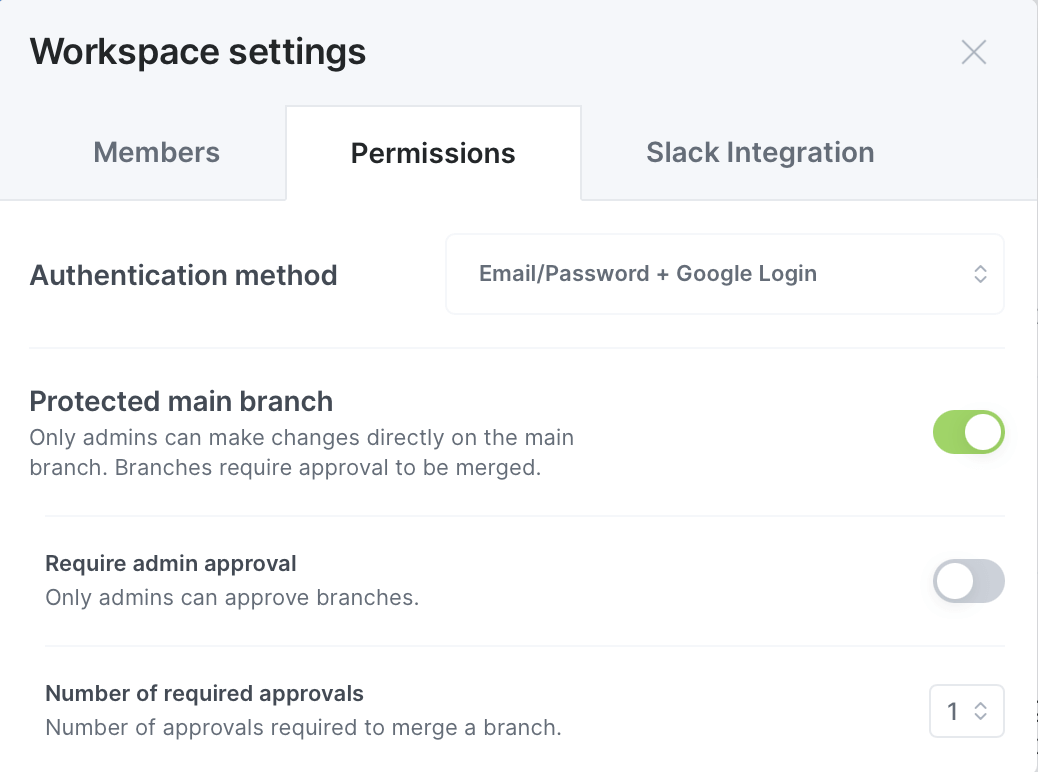 Workspace settings
Members
Permissions
Slack Integration
Authentication method
Email/Password + Google Login
Protected main branch
Only admins can make changes directly on the main
branch. Branches require approval to be merged.
Require admin approval
Only admins can approve branches.
Number of required approvals
Number of approvals required to merge a branch.
1